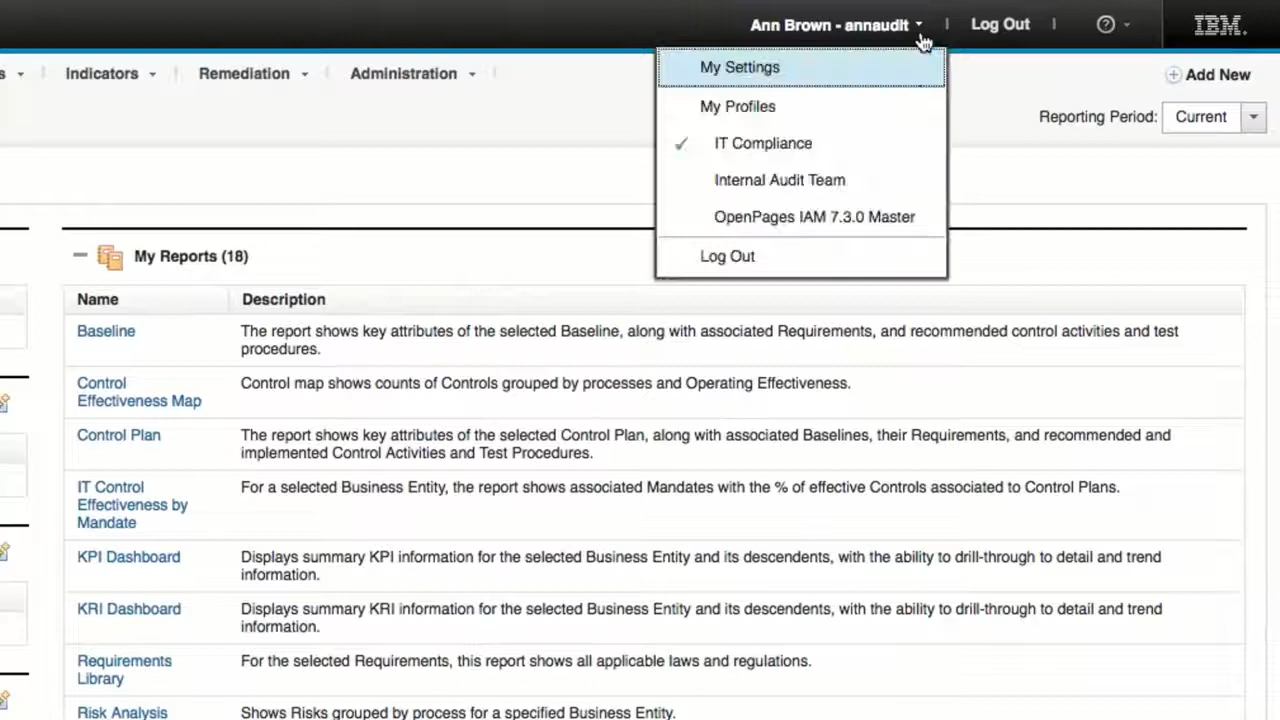 Ann Brown - annaudit
Log Out
?
IBM.
s
Indicators
Remediation
Administration
Add New
Reporting Period:
Current
My Settings
My Profiles
IT Compliance
Internal Audit Team
OpenPages IAM 7.3.0 Master
Log Out
My Reports (18)
Name
Description
Baseline
The report shows key attributes of the selected Baseline, along with associated Requirements, and recommended control activities and test
procedures.
Control
Effectiveness Map
Control map shows counts of Controls grouped by processes and Operating Effectiveness.
Control Plan
The report shows key attributes of the selected Control Plan, along with associated Baselines, their Requirements, and recommended and
implemented Control Activities and Test Procedures.
IT Control
Effectiveness by
Mandate
For a selected Business Entity, the report shows associated Mandates with the % of effective Controls associated to Control Plans.
KPI Dashboard
Displays summary KPI information for the selected Business Entity and its descendents, with the ability to drill-through to detail and trend
information.
KRI Dashboard
Displays summary KRI information for the selected Business Entity and its descendents, with the ability to drill-through to detail and trend
information.
Requirements
Library
For the selected Requirements, this report shows all applicable laws and regulations.
Risk Analysis
Shows Risks grouped by process for a specified Business Entity.